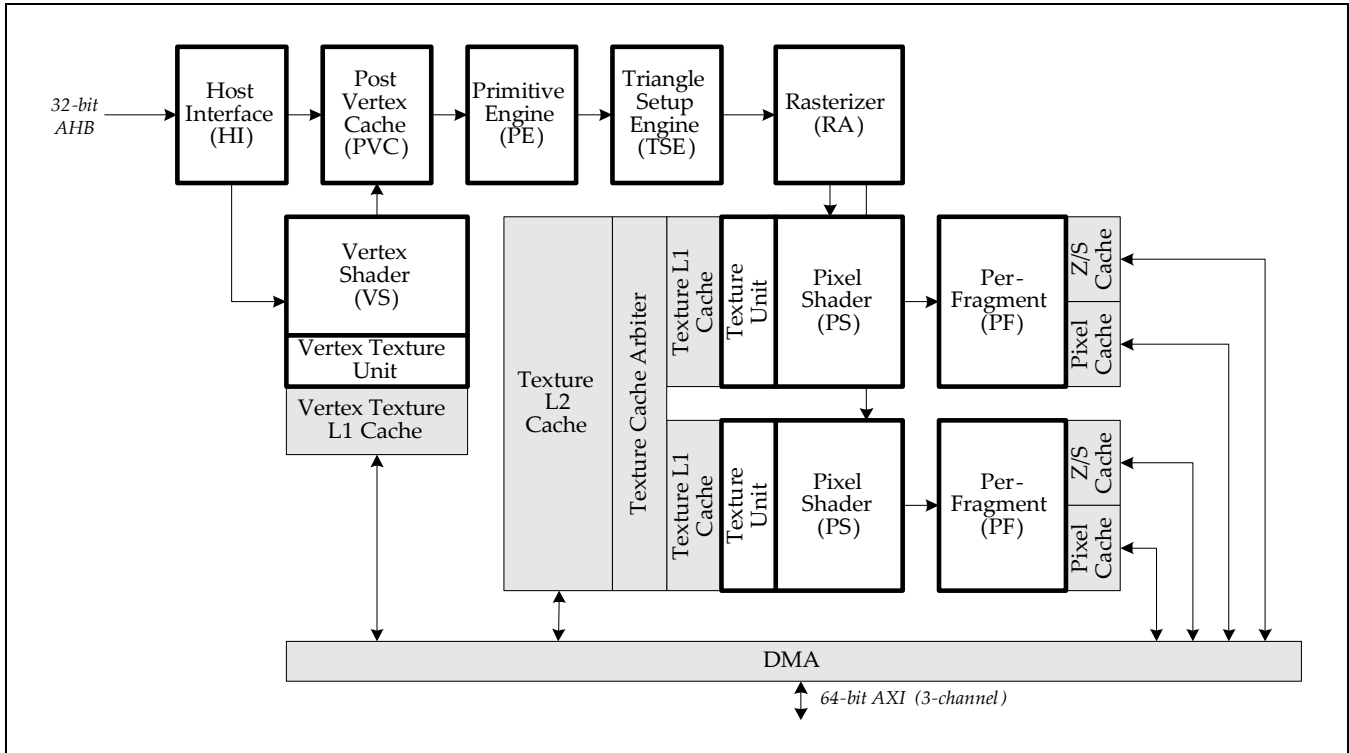 32-bit
AHB
Host
Interface
(HI)
Post
Vertex
Cache
(PVC)
Primitive
Engine
(PE)
Triangle
Setup
Engine
(TSE)
Rasterizer
(RA)
Vertex
Shader
(VS)
Vertex Texture
Unit
Vertex Texture
L1 Cache
Texture
L2
Cache
Texture Cache Arbiter
Texture L1
Cache
Texture
Unit
Pixel
Shader
(PS)
Per-
Fragment
(PF)
Z/S
Cache
Pixel
Cache
Texture L1
Cache
Texture
Unit
Pixel
Shader
(PS)
Per-
Fragment
(PF)
Z/S
Cache
Pixel
Cache
DMA
64-bit AXI (3-channel)